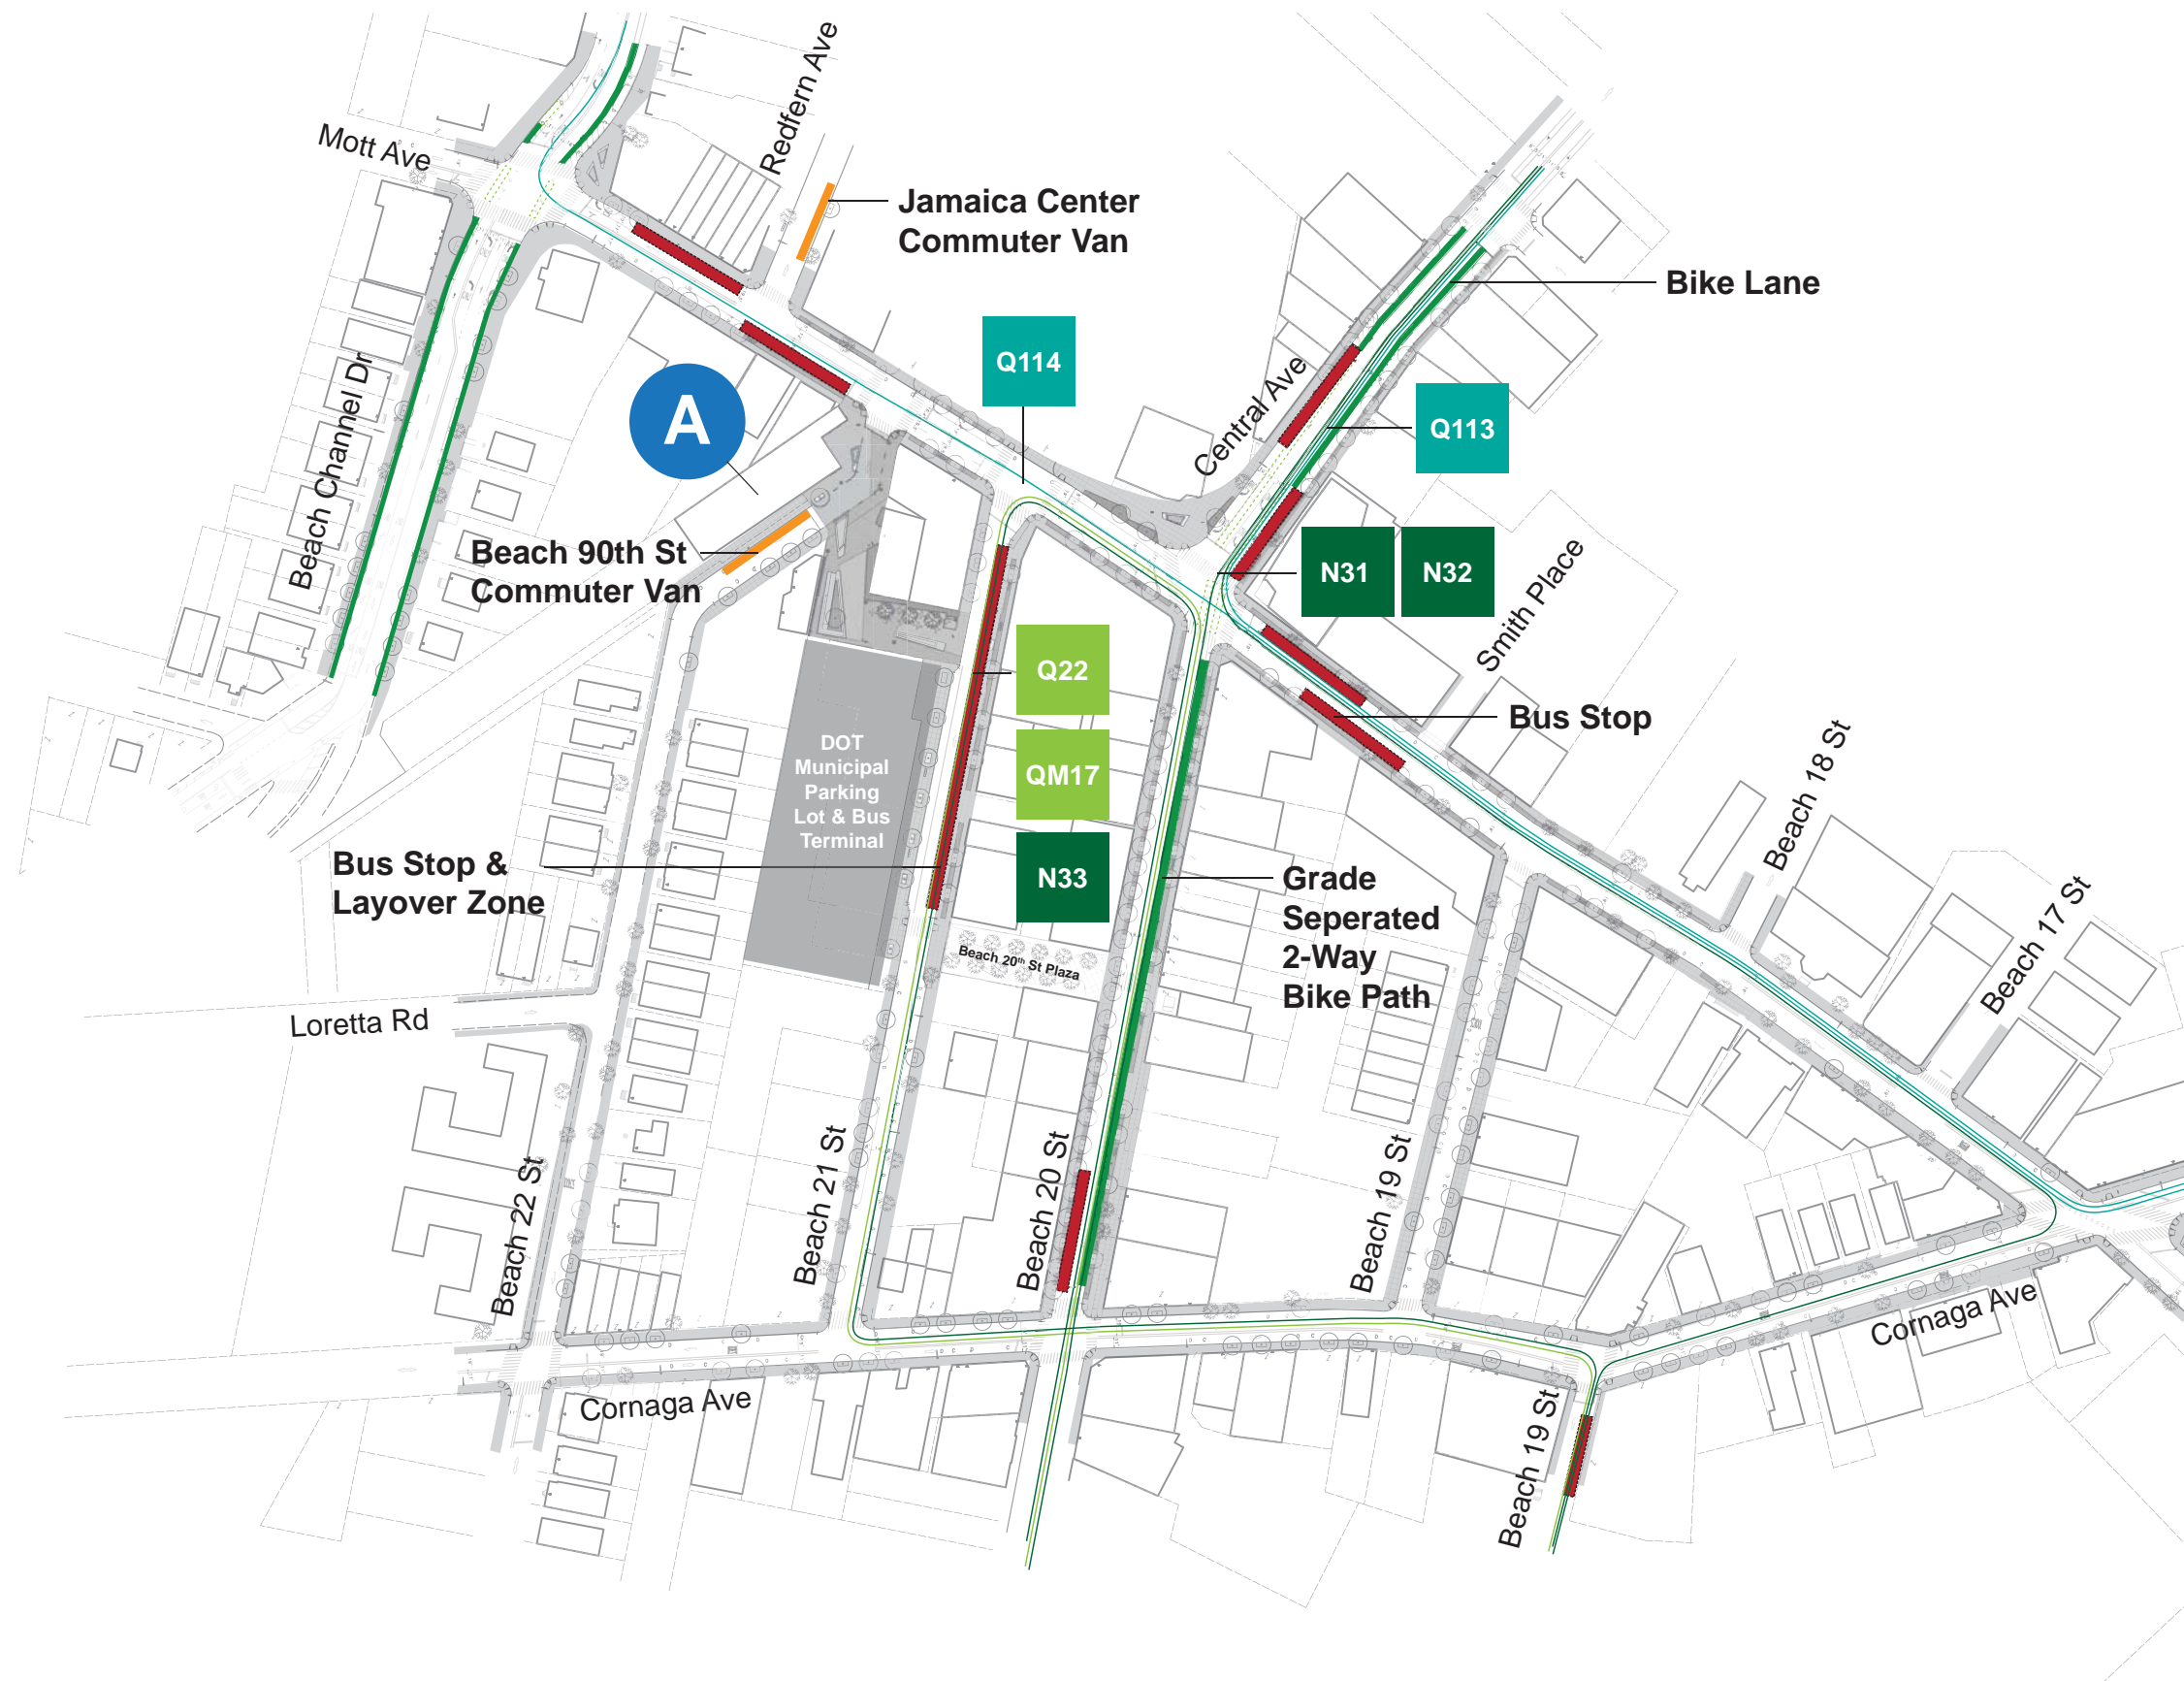 Mott Ave
Redfern Ave
Jamaica Center
Commuter Van
Bike Lane
Q114
Central Ave
Beach Channel Dr
A
Q113
Beach 90th St
Commuter Van
N31
N32
Smith Place
Q22
Bus Stop
DOT
Municipal
Parking
Lot & Bus
Terminal
QM17
Beach 18 St
Bus Stop &
Layover Zone
N33
Grade
Seperated
2-Way
Bike Path
Beach 17 St
Beach 20th St Plaza
Loretta Rd
Beach 22 St
Beach 21 St
Beach 20 St
Beach 19 St
Cornaga Ave
Cornaga Ave
Beach 19 St